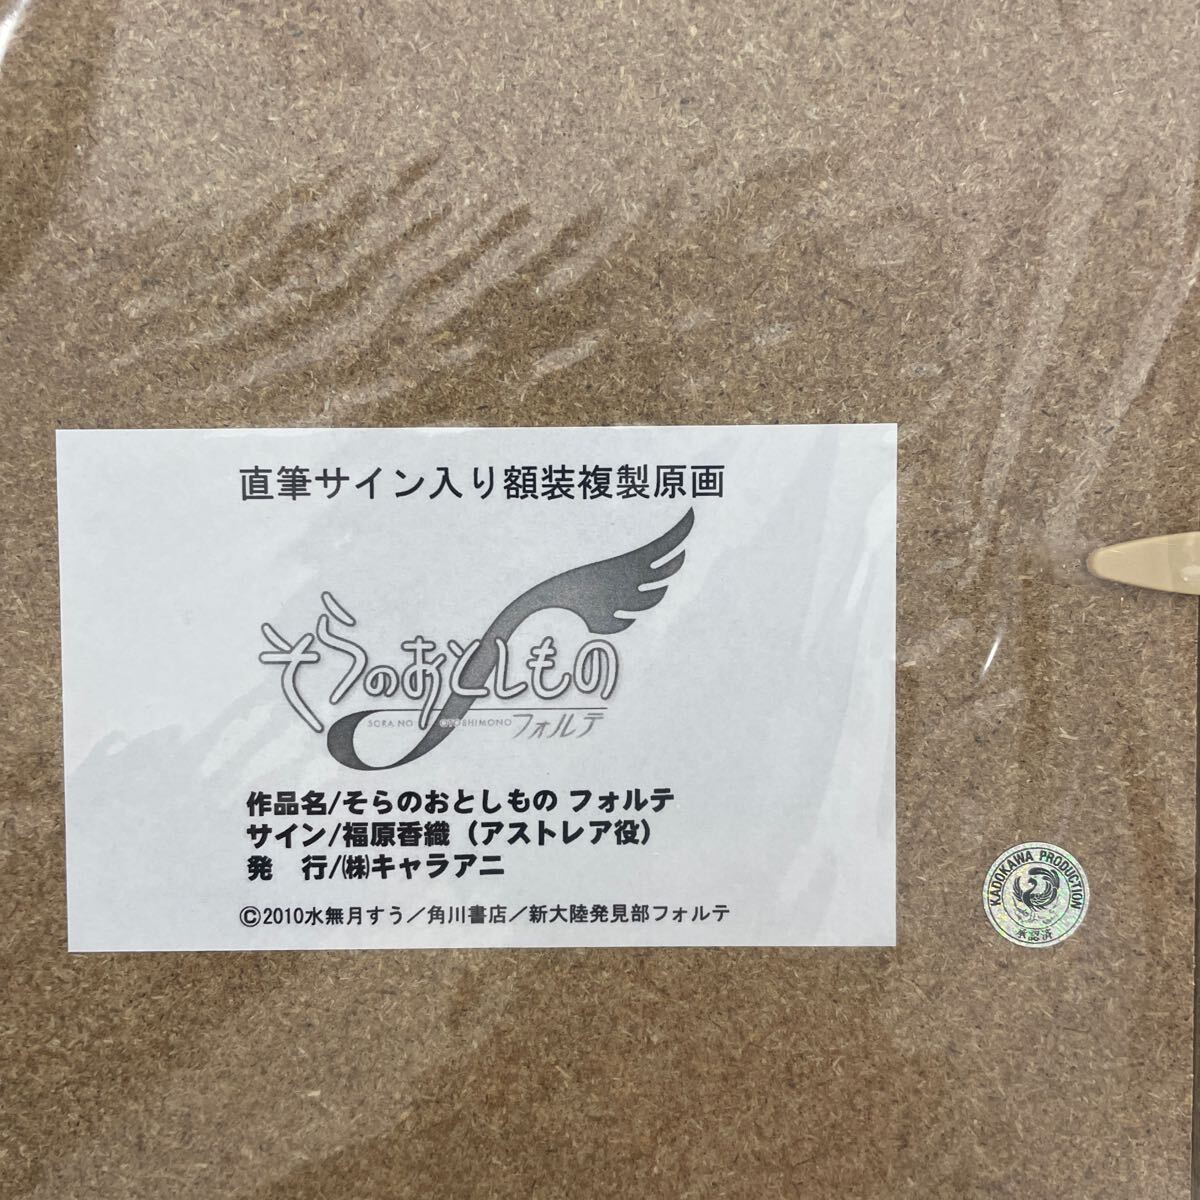 直筆サイン入り額装複製原画
そらのおとしもの
SORA NO OTOSHIMONO
フォルテ
作品名/そらのおとしもの フォルテ
サイン/福原香織（アストレア役）
発　行/㈱キャラアニ
©2010水無月すう／角川書店／新大陸発見部フォルテ
KADOKAWA PRODUCTION
承認済